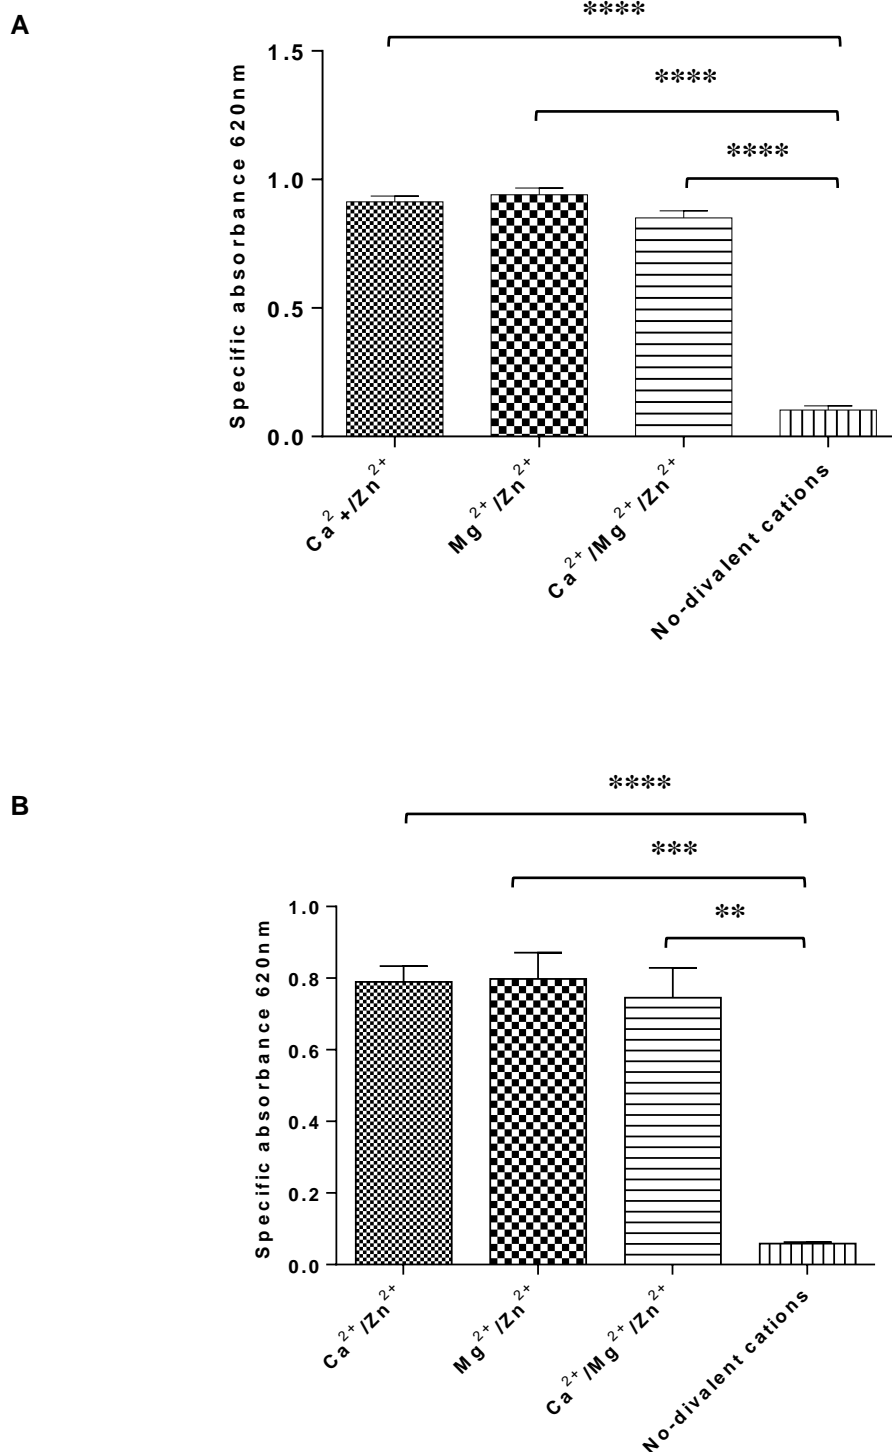 A
****
1.5
****
****
1.0
0.5
0.0
Specific absorbance 620nm
Ca²+/Zn²⁺
Mg²⁺/Zn²⁺
Ca²⁺/Mg²⁺/Zn²⁺
No-divalent cations
B
****
***
**
1.0
0.8
0.6
0.4
0.2
0.0
Specific absorbance 620nm
Ca²⁺/Zn²⁺
Mg²⁺/Zn²⁺
Ca²⁺/Mg²⁺/Zn²⁺
No-divalent cations